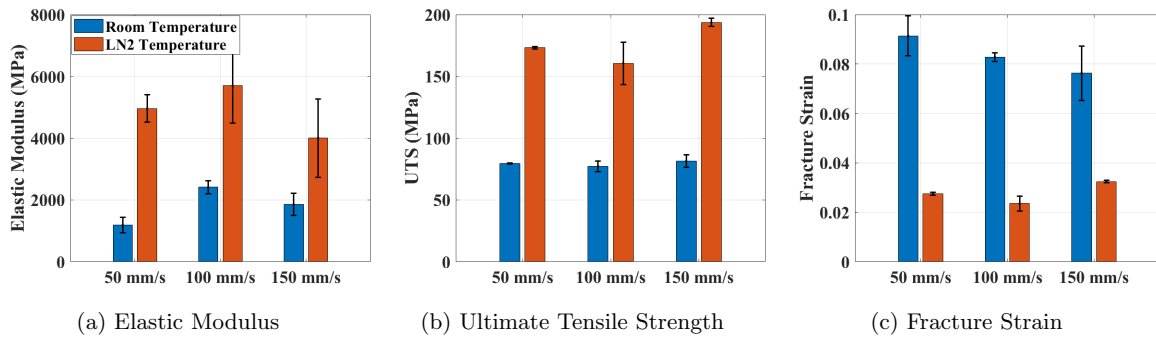 Elastic Modulus (MPa)
8000
6000
4000
2000
0
Room Temperature
LN2 Temperature
50 mm/s
100 mm/s
150 mm/s
(a) Elastic Modulus
UTS (MPa)
200
150
100
50
0
50 mm/s
100 mm/s
150 mm/s
(b) Ultimate Tensile Strength
Fracture Strain
0.1
0.08
0.06
0.04
0.02
0
50 mm/s
100 mm/s
150 mm/s
(c) Fracture Strain